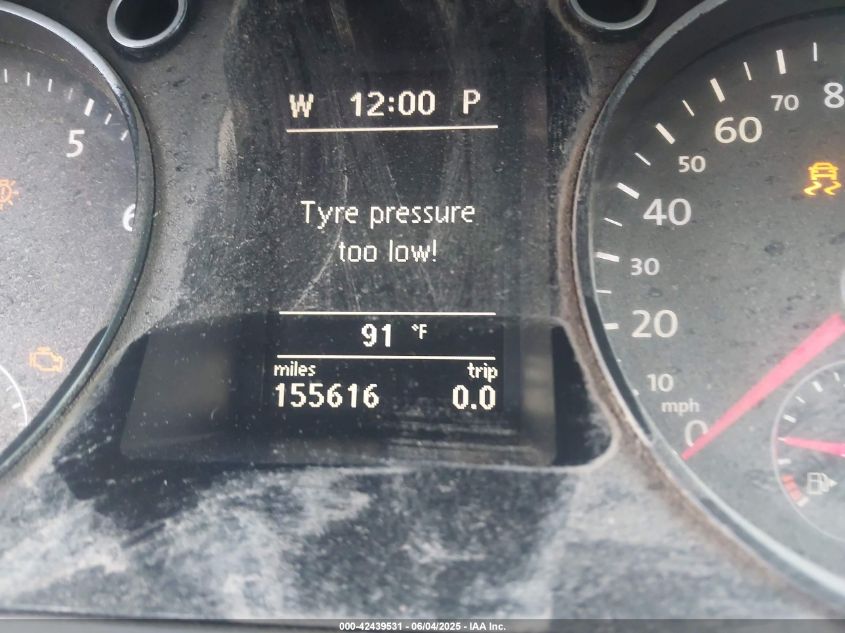 W 12:00 P
Tyre pressure
too low!
91 °F
miles trip
155616 0.0
5
6
8
70
60
50
40
30
20
10
mph
0
000-42439531 - 06/04/2025 - IAA Inc.